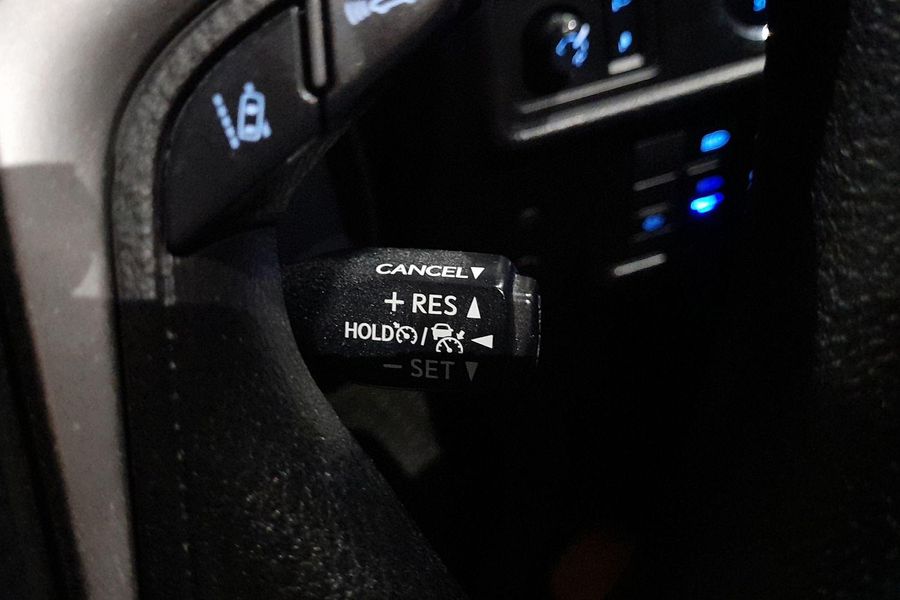 CANCEL▼
+ RES ▲
HOLD / ◀
− SET ▼